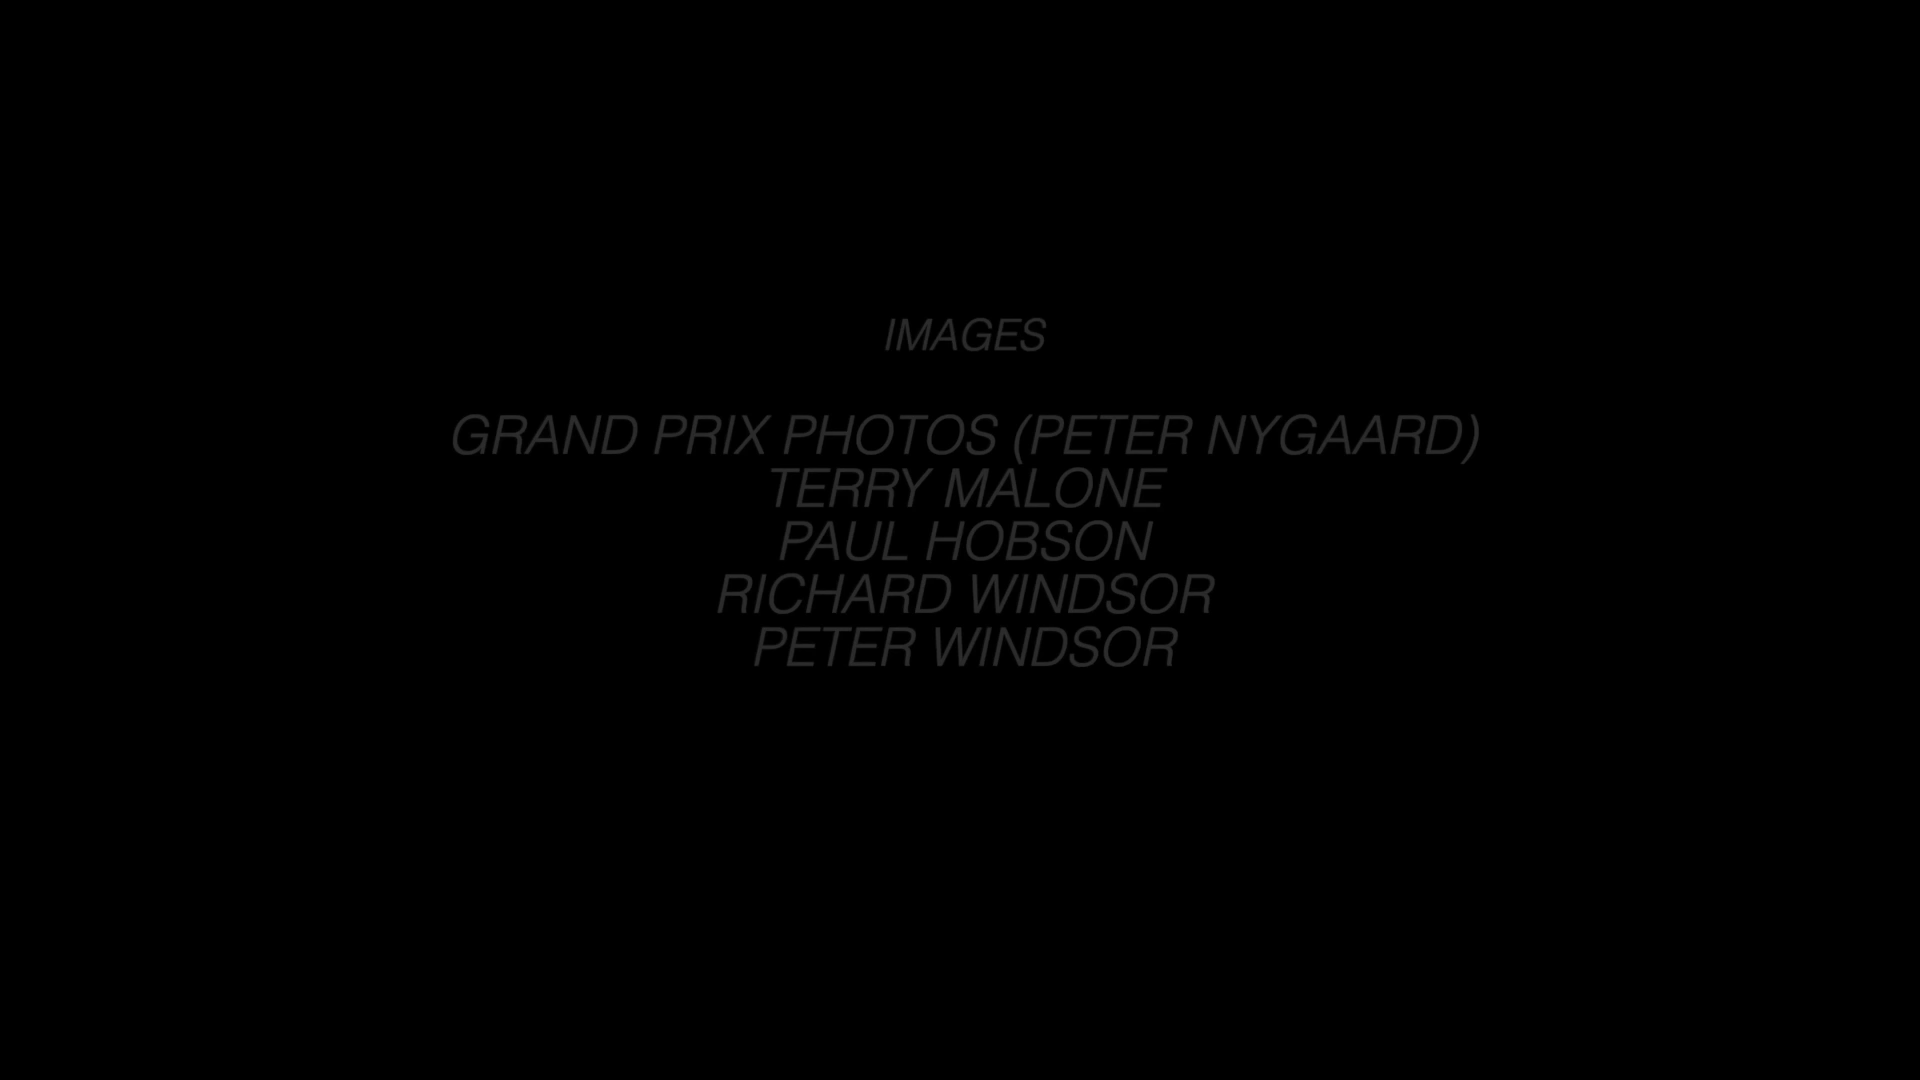 IMAGES
GRAND PRIX PHOTOS (PETER NYGAARD)
TERRY MALONE
PAUL HOBSON
RICHARD WINDSOR
PETER WINDSOR